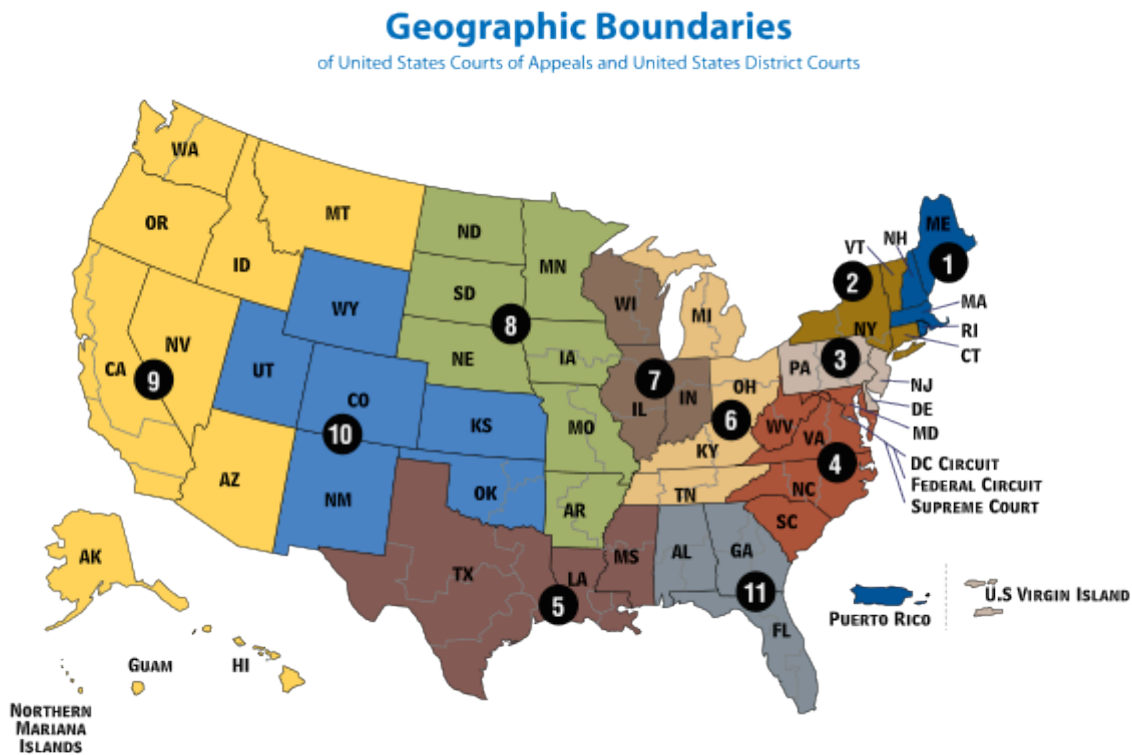 Geographic Boundaries
of United States Courts of Appeals and United States District Courts
WA
OR
MT
ID
ND
MN
SD
WY
NE
8
IA
WI
MI
VT
NH
ME
1
2
MA
NY
RI
CT
3
PA
NJ
DE
MD
NV
CA
9
UT
CO
10
KS
MO
7
IL
IN
OH
6
KY
WV
VA
4
DC CIRCUIT
FEDERAL CIRCUIT
SUPREME COURT
AZ
NM
OK
AR
TN
NC
SC
AK
TX
LA
5
MS
AL
GA
11
FL
PUERTO RICO
U.S VIRGIN ISLAND
GUAM
HI
NORTHERN
MARIANA
ISLANDS